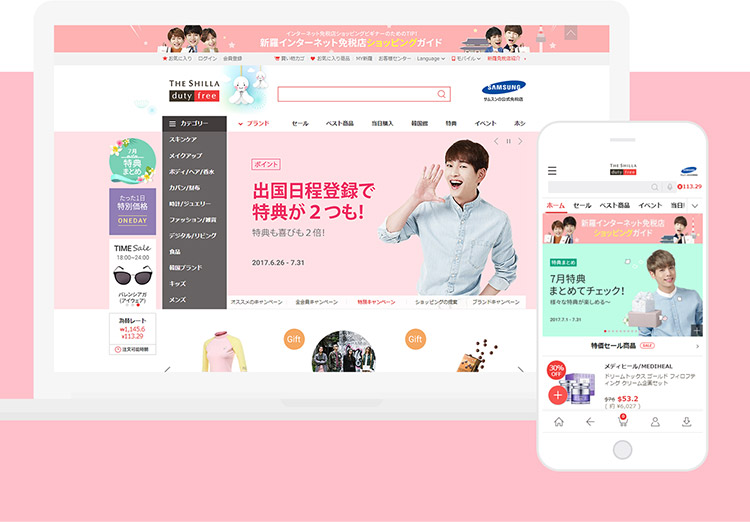 インターネット免税店ショッピングビギナーのためのTIP!
新羅インターネット免税店ショッピングガイド
お気に入り ログイン 会員登録
買い物カゴ お気に入り商品 MY新羅 お客様センター Language モバイル 新羅免税店紹介
THE SHILLA
duty free
SAMSUNG
サムスンの公式免税店
カテゴリー
ブランド セール ベスト商品 当日購入 韓国館 特典 イベント ホシ
スキンケア
メイクアップ
ボディ/ヘア/香水
カバン/財布
時計/ジュエリー
ファッション/雑貨
デジタル/リビング
食品
韓国ブランド
キッズ
メンズ
7月
特典
まとめ
たった1日
特別価格
ONEDAY
TIME Sale
18:00~24:00
バレンシアガ
(アイウェア)
為替レート
₩1,145.6
¥113.29
注文可能時間
ポイント
出国日程登録で
特典が2つも!
特典も喜びも2倍!
2017.6.26 - 7.31
オススメのキャンペーン 全会員キャンペーン 特別キャンペーン ショッピングの提案 ブランドキャンペーン
Gift
Gift
THE SHILLA
duty free
SAMSUNG
113.29
ホーム セール ベスト商品 イベント 当日
新羅インターネット免税店
ショッピングガイド
特典まとめ
7月特典
まとめてチェック!
様々な特典が楽しめる~
2017.7.1 - 7.31
特価セール商品 SALE
30%
OFF
メディヒール/MEDIHEAL
ドリームトックス ゴールド フィロファティング クリーム企画セット
$76 $53.2
( 約 ¥6,027 )
0